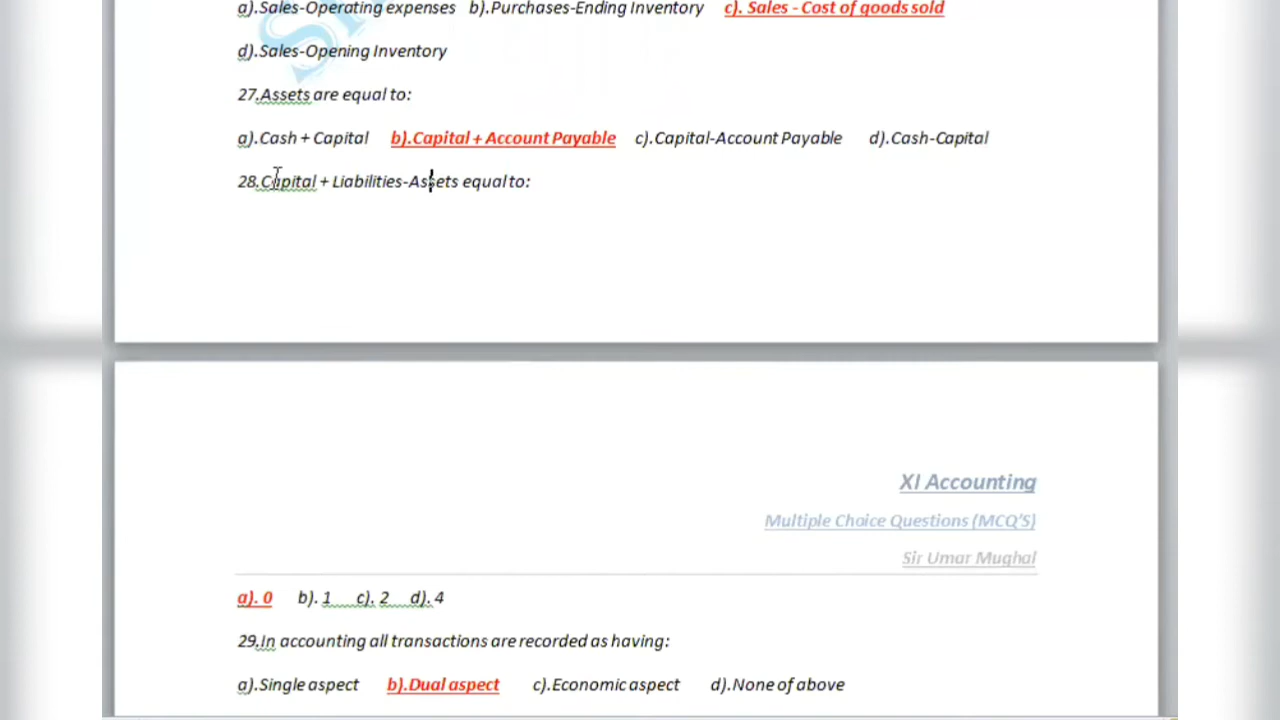 a).Sales-Operating expenses b).Purchases-Ending Inventory c). Sales - Cost of goods sold
d).Sales-Opening Inventory
27.Assets are equal to:
a).Cash + Capital b).Capital + Account Payable c).Capital-Account Payable d).Cash-Capital
28.Capital + Liabilities-Assets equal to:
XI Accounting
Multiple Choice Questions (MCQ'S)
Sir Umar Mughal
a). 0 b). 1 c). 2 d). 4
29.In accounting all transactions are recorded as having:
a).Single aspect b).Dual aspect c).Economic aspect d).None of above